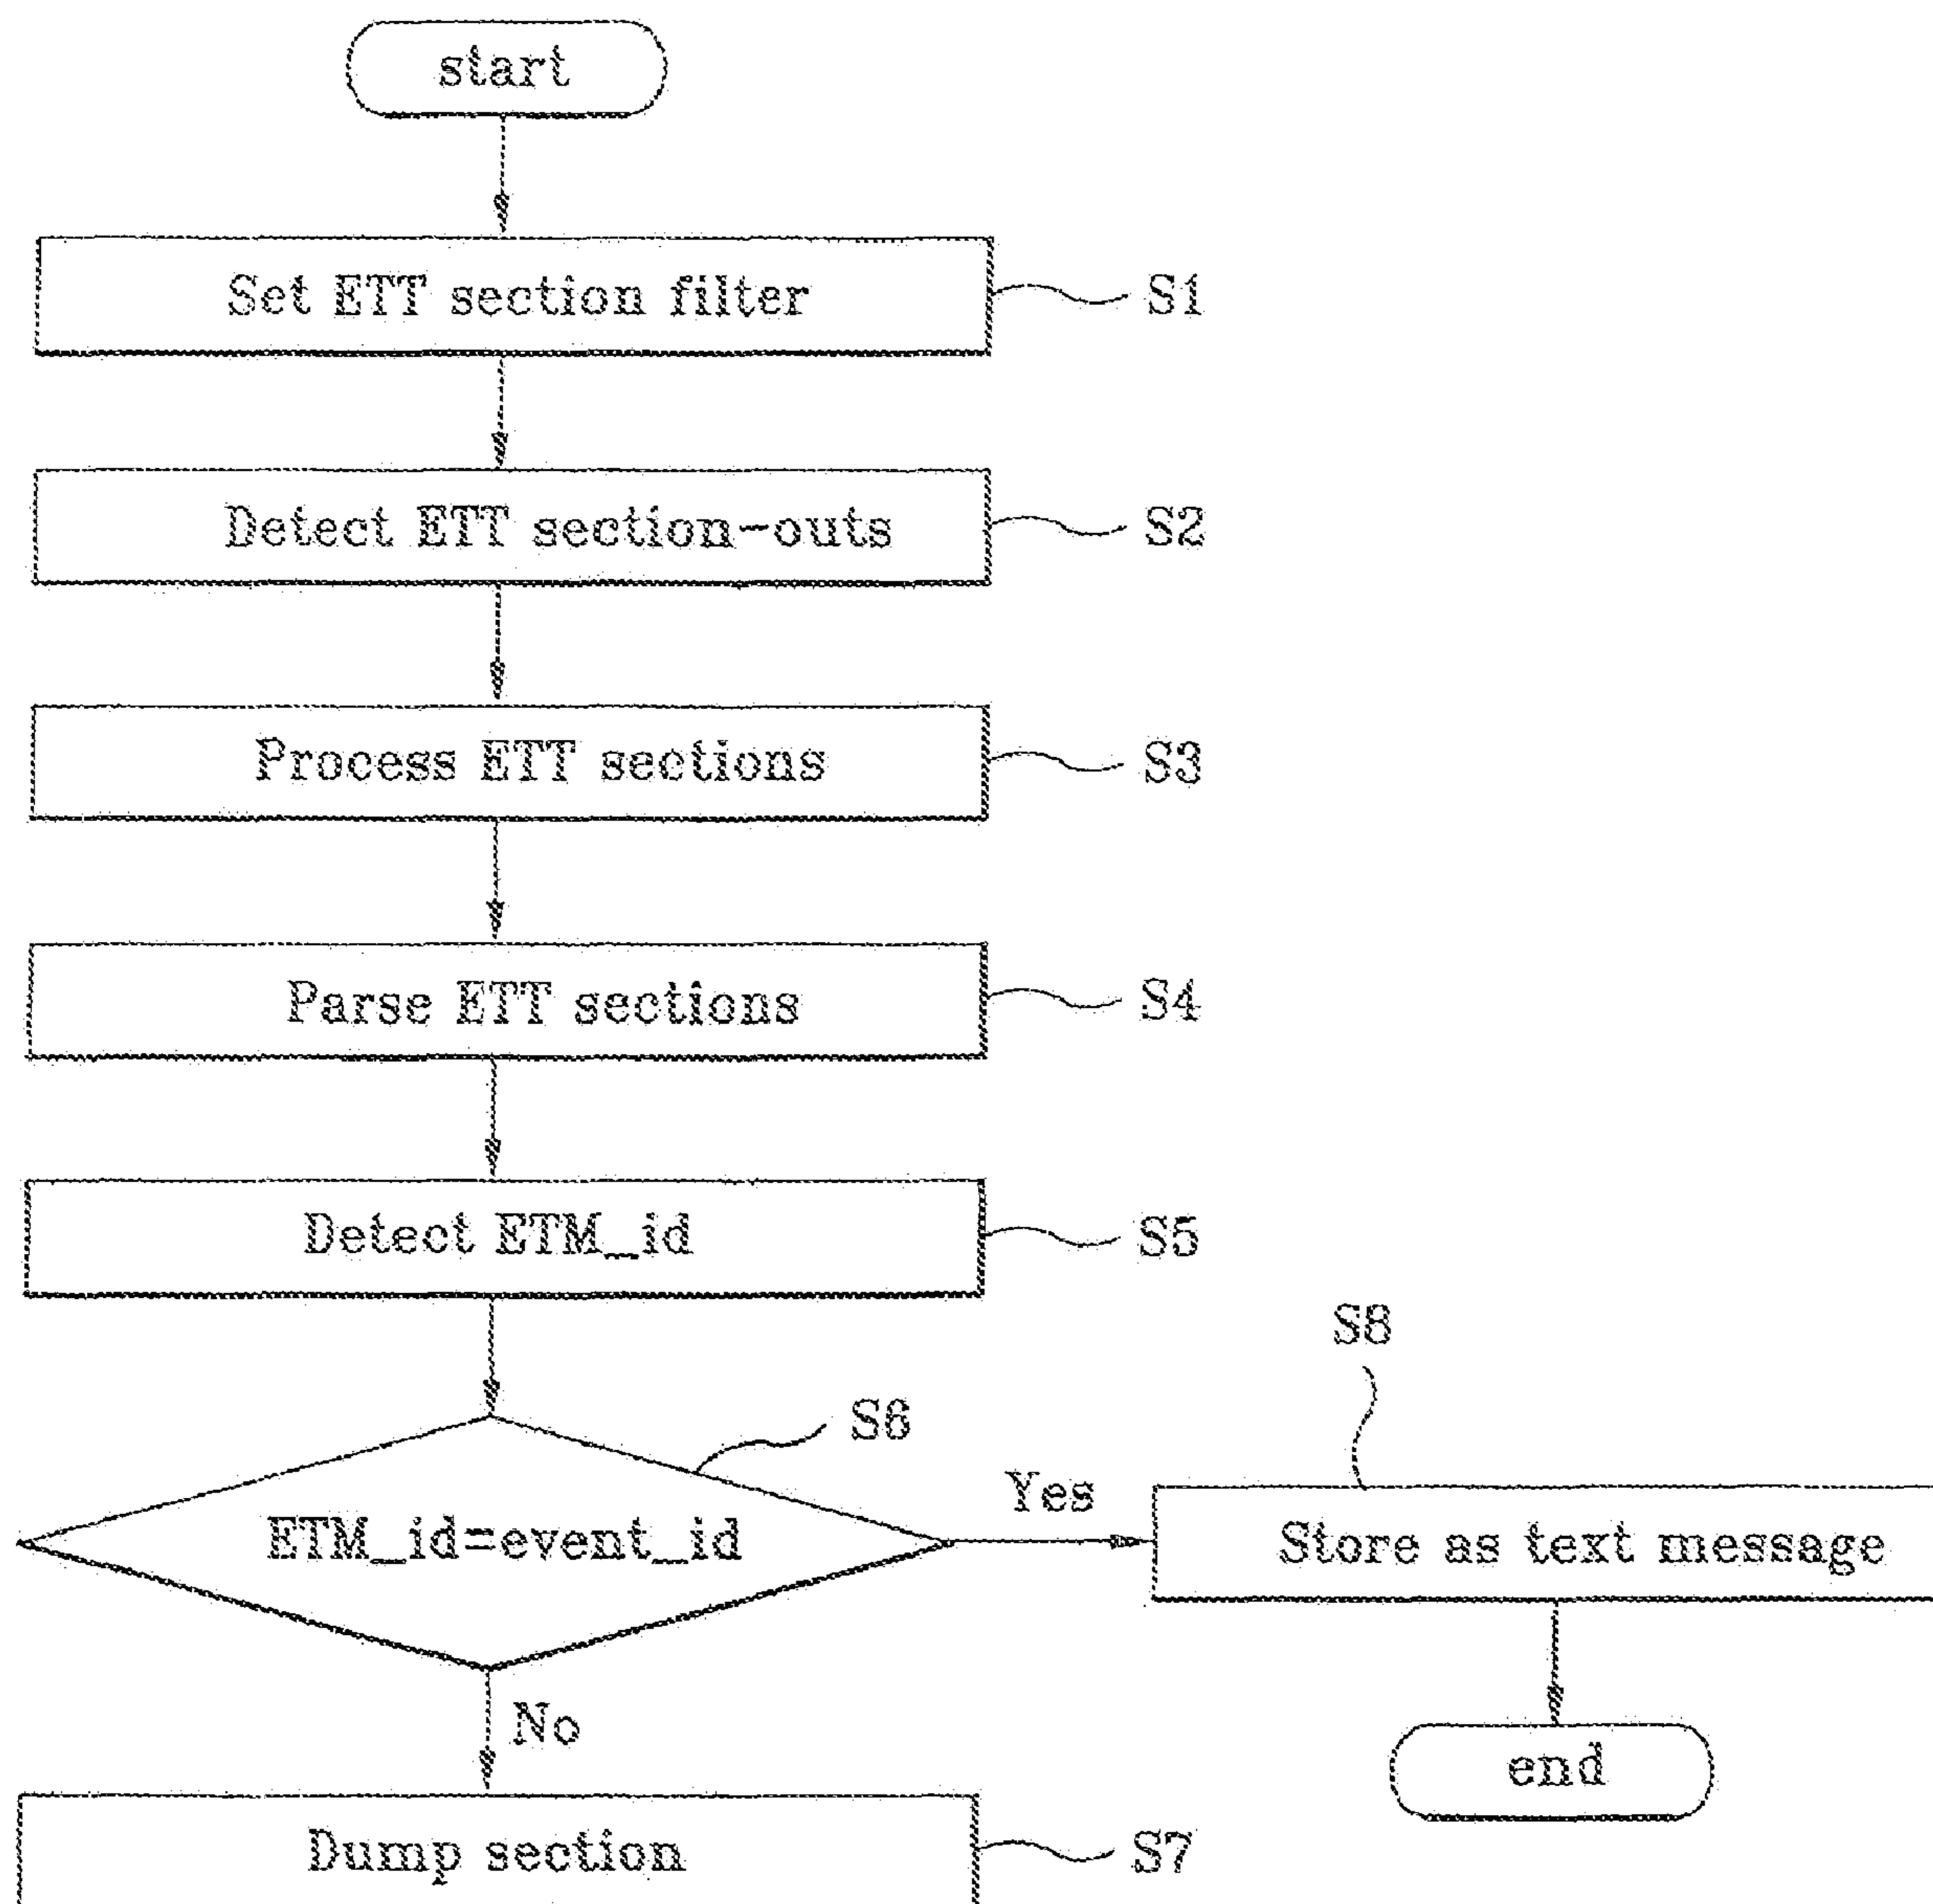 start
Set ETT section filter
S1
Detect ETT section-outs
S2
Process ETT sections
S3
Parse ETT sections
S4
Detect ETM_id
S5
S6
ETM_id=event_id
Yes
S8
Store as text message
No
end
Dump section
S7